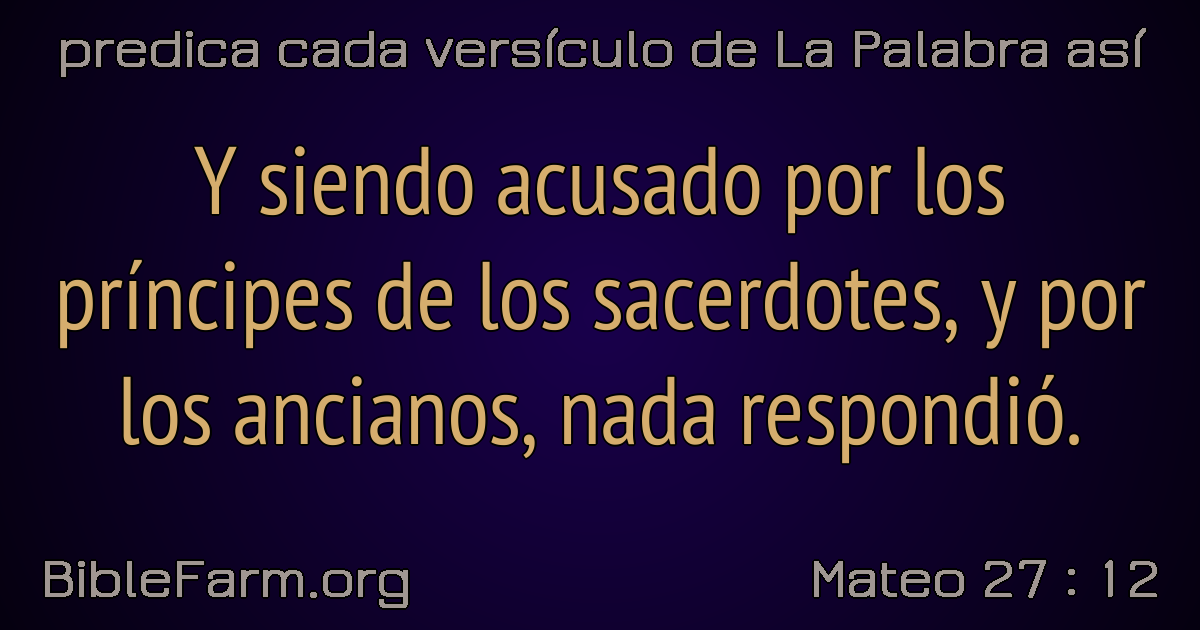 predica cada versículo de La Palabra así
Y siendo acusado por los
príncipes de los sacerdotes, y por
los ancianos, nada respondió.
BibleFarm.org
Mateo 27 : 12